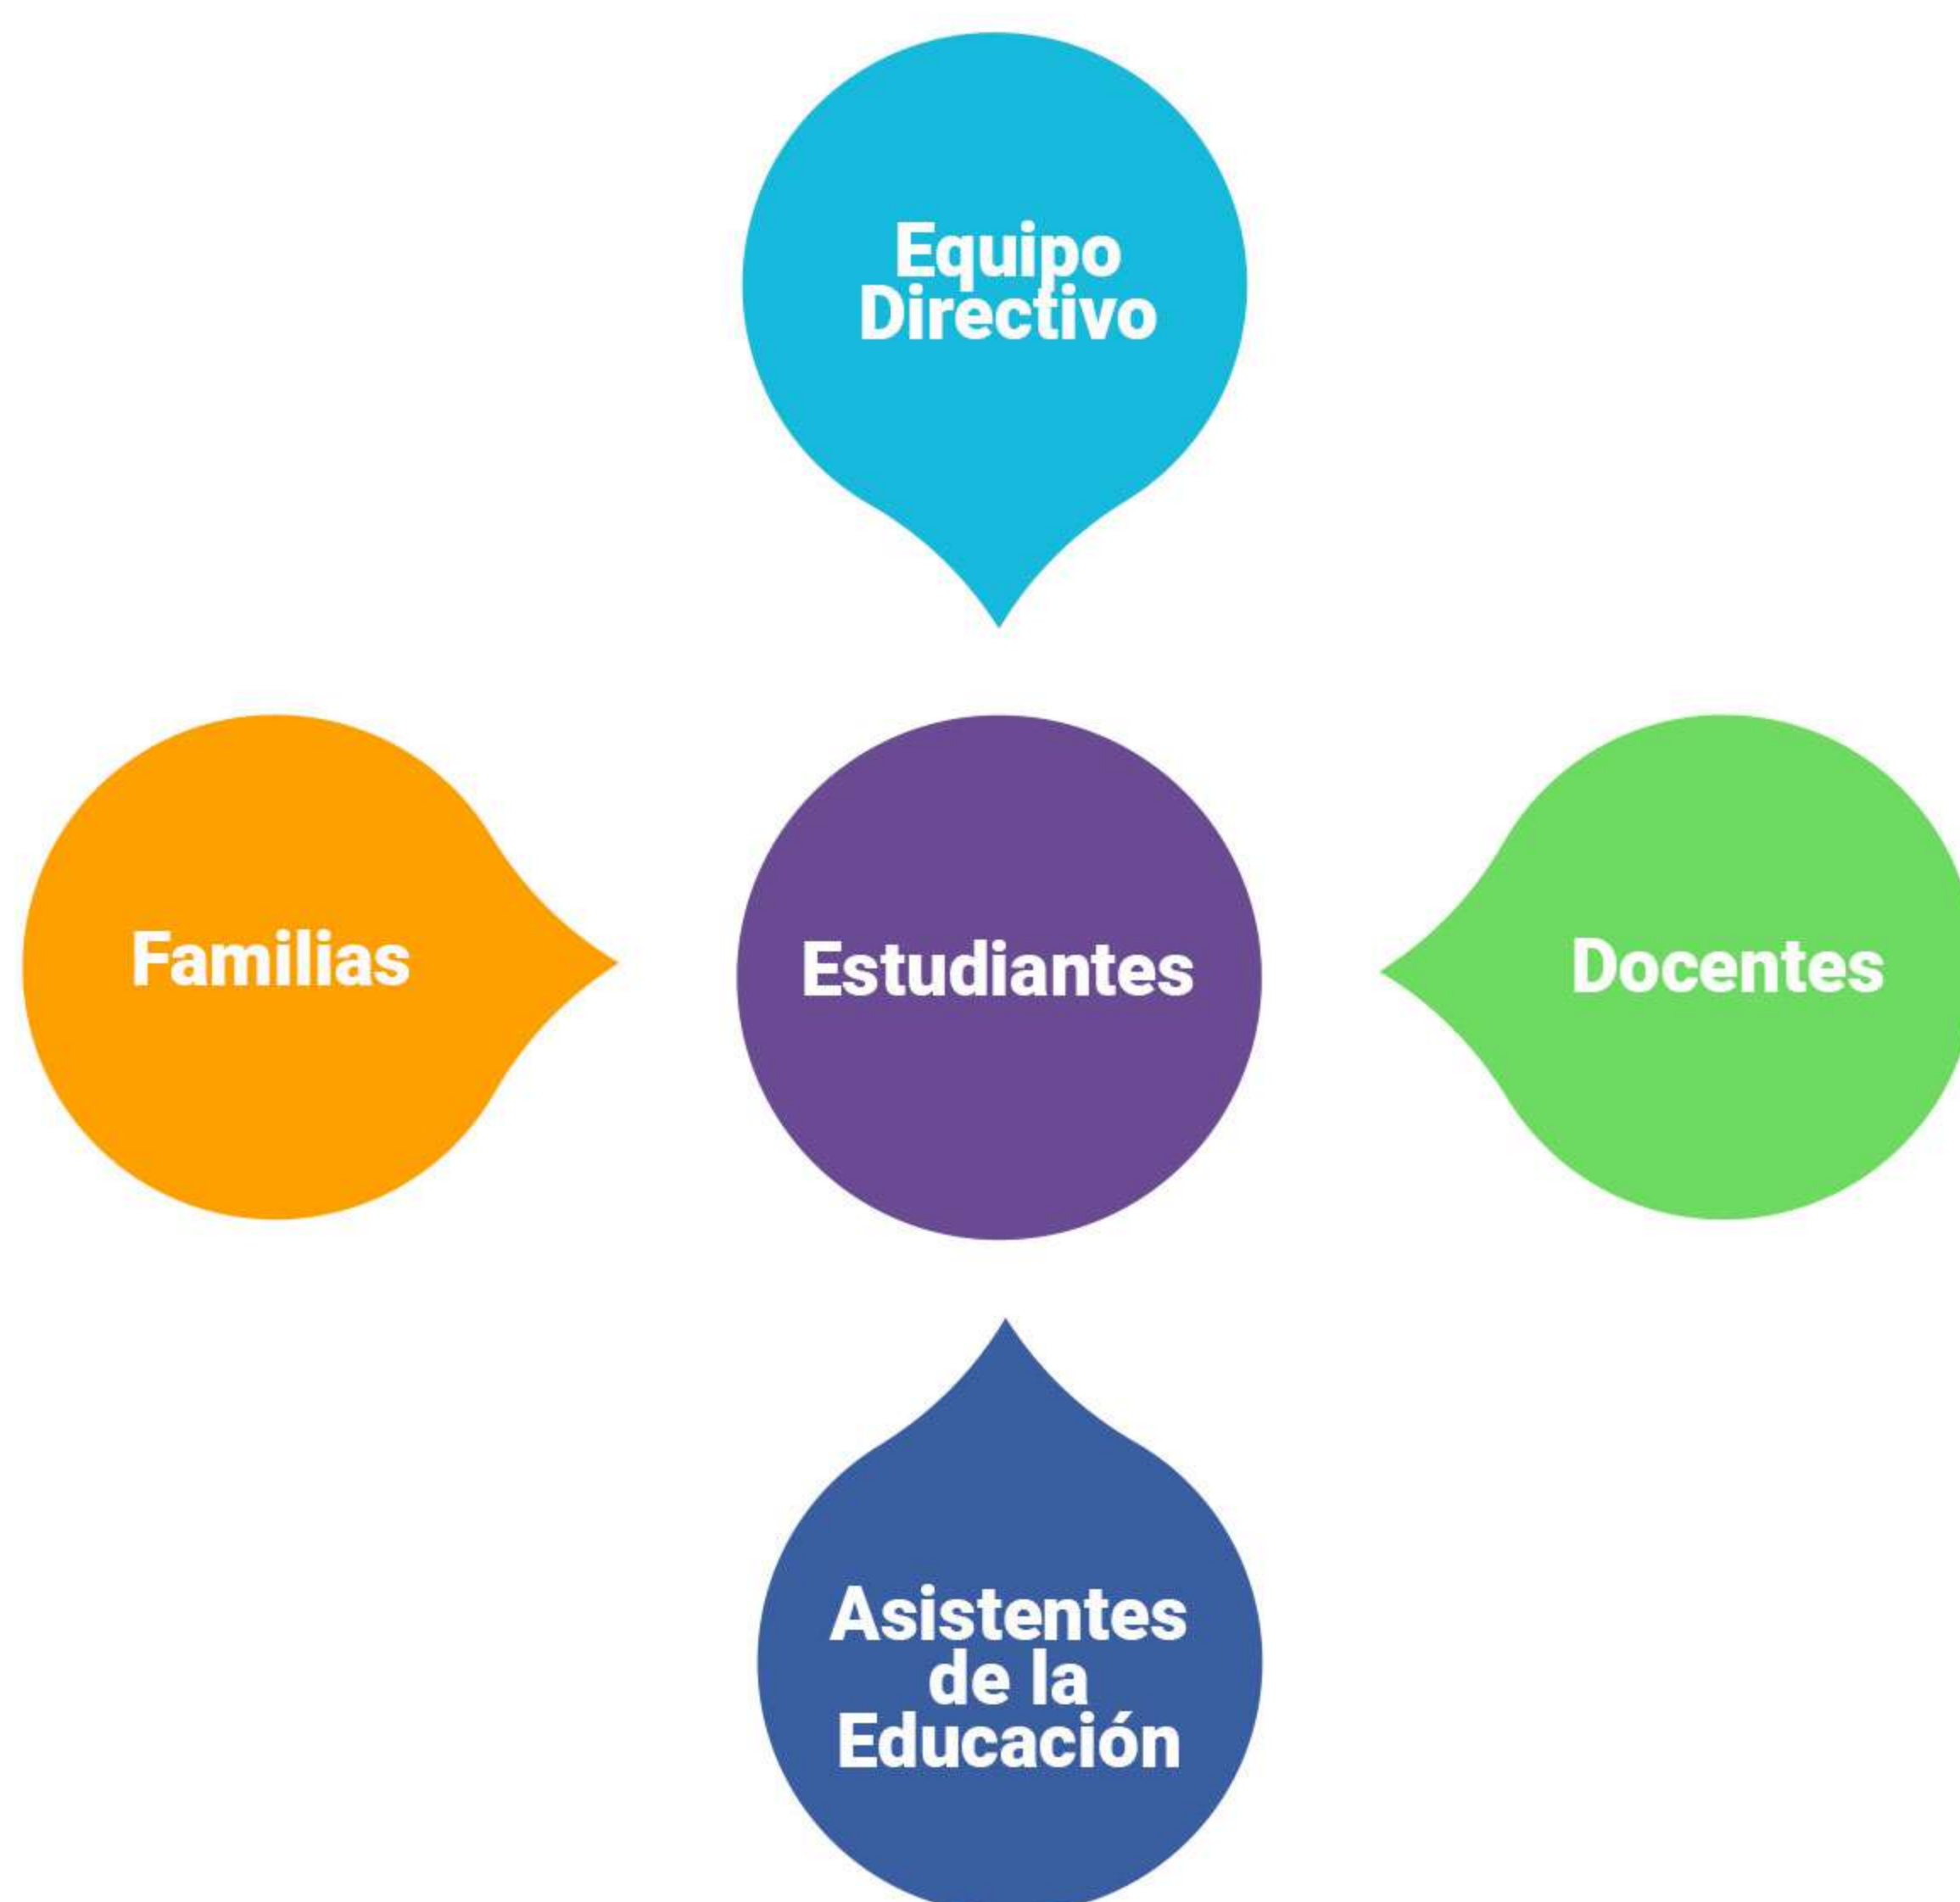 Equipo
Directivo
Familias
Estudiantes
Docentes
Asistentes
de la
Educación